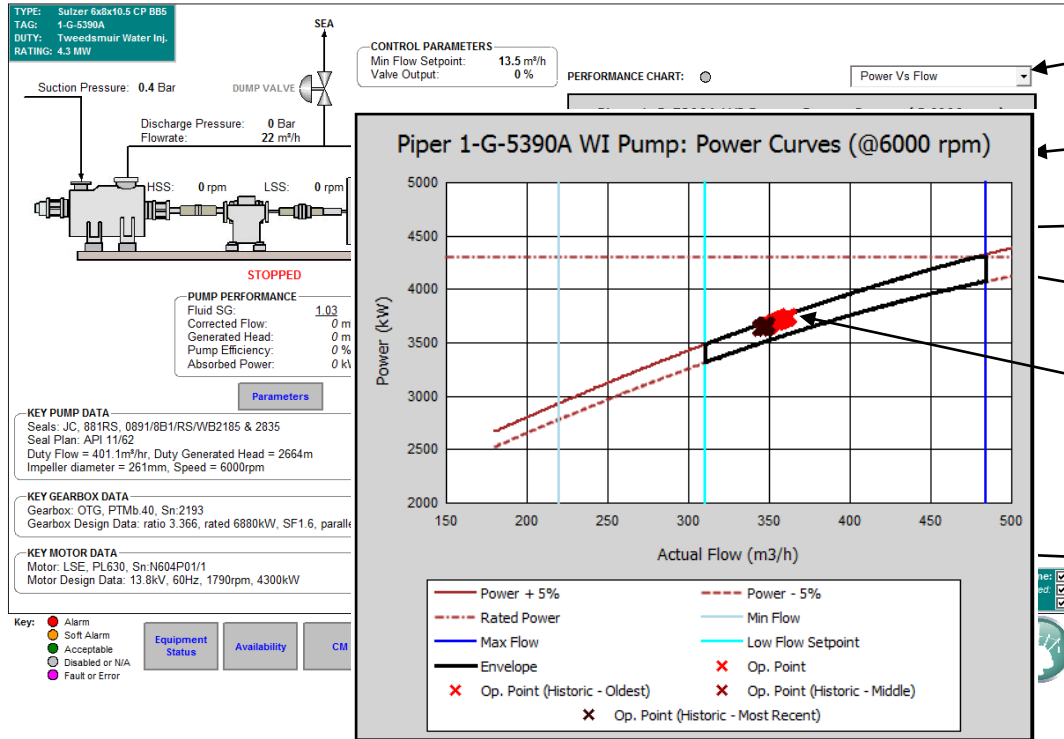 TYPE: Sulzer 6x8x10.5 CP BB5
TAG: 1-G-5390A
DUTY: Tweedsmuir Water Inj.
RATING: 4.3 MW
SEA
CONTROL PARAMETERS
Min Flow Setpoint: 13.5 m³/h
Valve Output: 0 %
PERFORMANCE CHART:
Power Vs Flow
Suction Pressure: 0.4 Bar
DUMP VALVE
Discharge Pressure: 0 Bar
Flowrate: 22 m³/h
HSS: 0 rpm
LSS: 0 rpm
STOPPED
PUMP PERFORMANCE
Fluid SG: 1.03
Corrected Flow: 0 m
Generated Head: 0 m
Pump Efficiency: 0 %
Absorbed Power: 0 k
Parameters
KEY PUMP DATA
Seals: JC, 881RS, 0891/8B1/RS/WB2185 & 2835
Seal Plan: API 11/62
Duty Flow = 401.1m³/hr, Duty Generated Head = 2664m
Impeller diameter = 261mm, Speed = 6000rpm
KEY GEARBOX DATA
Gearbox: OTG, PTMb.40, Sn:2193
Gearbox Design Data: ratio 3.366, rated 6880kW, SF1.6, paralle
KEY MOTOR DATA
Motor: LSE, PL630, Sn:N604P01/1
Motor Design Data: 13.8kV, 60Hz, 1790rpm, 4300kW
Key:
Alarm
Soft Alarm
Acceptable
Disabled or N/A
Fault or Error
Equipment
Status
Availability
CM
Piper 1-G-5390A WI Pump: Power Curves (@6000 rpm)
Power (kW)
5000
4500
4000
3500
3000
2500
2000
150 200 250 300 350 400 450 500
Actual Flow (m3/h)
Power + 5%
Power - 5%
Rated Power
Min Flow
Max Flow
Low Flow Setpoint
Envelope
Op. Point
Op. Point (Historic - Oldest)
Op. Point (Historic - Middle)
Op. Point (Historic - Most Recent)